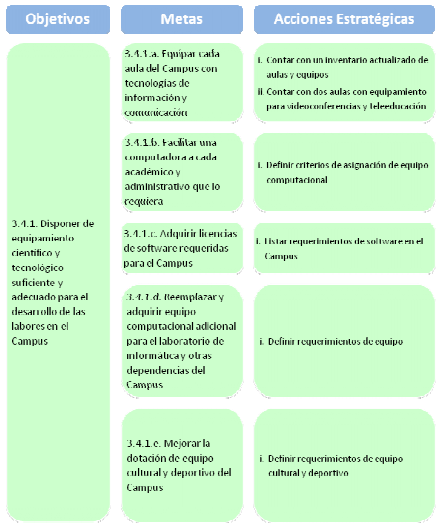 Objetivos
Metas
Acciones Estratégicas
3.4.1. Disponer de
equipamiento
científico y
tecnológico
suficiente y
adecuado para el
desarrollo de las
labores en el
Campus
3.4.1.a. Equipar cada
aula del Campus con
tecnologías de
información y
comunicación
i. Contar con un inventario actualizado de
aulas y equipos
ii. Contar con dos aulas con equipamiento
para videoconferencias y teleeducación
3.4.1.b. Facilitar una
computadora a cada
académico y
administrativo que lo
requiera
i. Definir criterios de asignación de equipo
computacional
3.4.1.c. Adquirir licencias
de software requeridas
para el Campus
i. Listar requerimientos de software en el
Campus
3.4.1.d. Reemplazar y
adquirir equipo
computacional adicional
para el laboratorio de
informática y otras
dependencias del
Campus
i. Definir requerimientos de equipo
3.4.1.e. Mejorar la
dotación de equipo
cultural y deportivo del
Campus
i. Definir requerimientos de equipo
cultural y deportivo